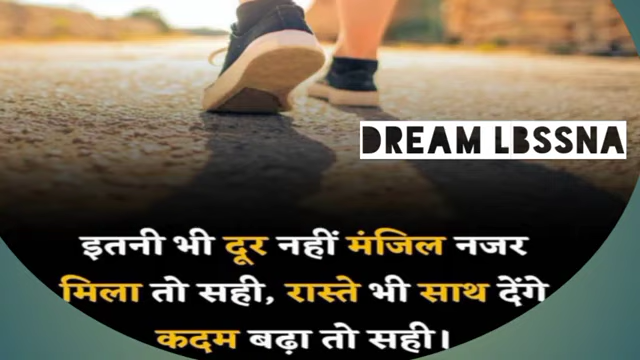 DREAM LBSSNA
इतनी भी दूर नहीं मंजिल नजर
मिला तो सही, रास्ते भी साथ देंगे
कदम बढ़ा तो सही।